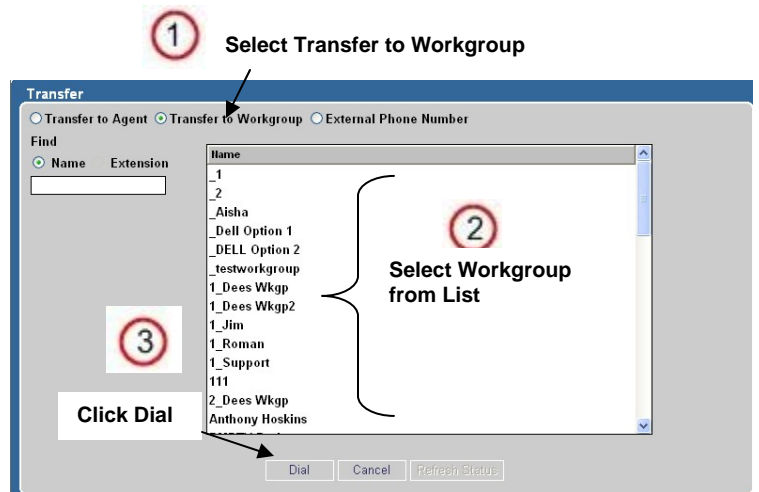 1
Select Transfer to Workgroup
Transfer
Transfer to Agent Transfer to Workgroup External Phone Number
Find
Name Extension
Name
_1
_2
_Aisha
_Dell Option 1
_DELL Option 2
_testworkgroup
1_Dees Wkgp
1_Dees Wkgp2
1_Jim
1_Roman
1_Support
111
2_Dees Wkgp
Anthony Hoskins
2
Select Workgroup
from List
3
Click Dial
Dial Cancel Refresh Status